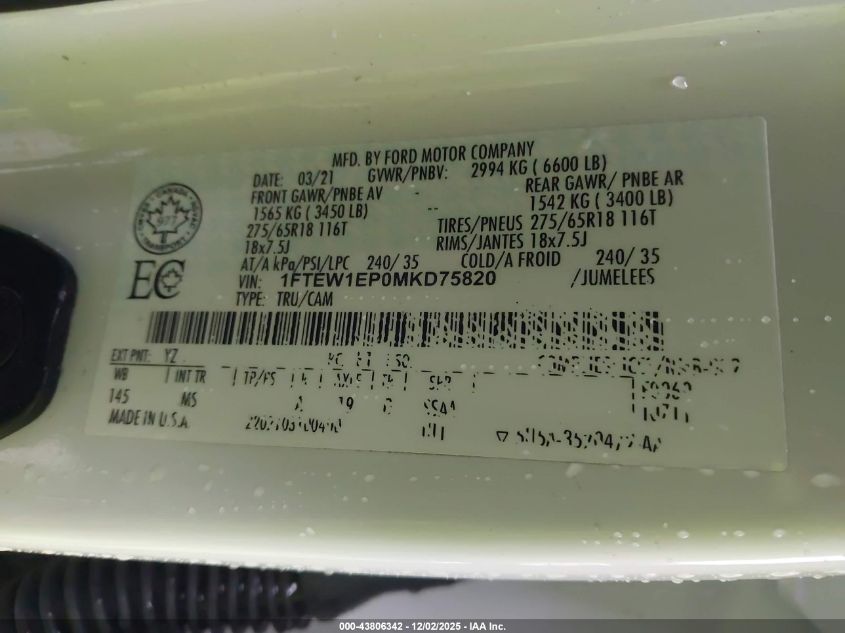 MFD. BY FORD MOTOR COMPANY
DATE: 03/21 GVWR/PNBV: 2994 KG ( 6600 LB)
FRONT GAWR/PNBE AV REAR GAWR/ PNBE AR
1565 KG ( 3450 LB) -- 1542 KG ( 3400 LB)
275/65R18 116T TIRES/PNEUS 275/65R18 116T
18x7.5J RIMS/JANTES 18x7.5J
AT/A kPa/PSI/LPC 240/ 35 COLD/A FROID 240/ 35
VIN: 1FTEW1EP0MKD75820 /JUMELEES
TYPE: TRU/CAM
CANADA
TRANSPORT
EC
EXT PNT: YZ
WB INT TR TP/PS
145 MS
MADE IN U.S.A.
000-43806342 | 12/02/2025 - IAA Inc.